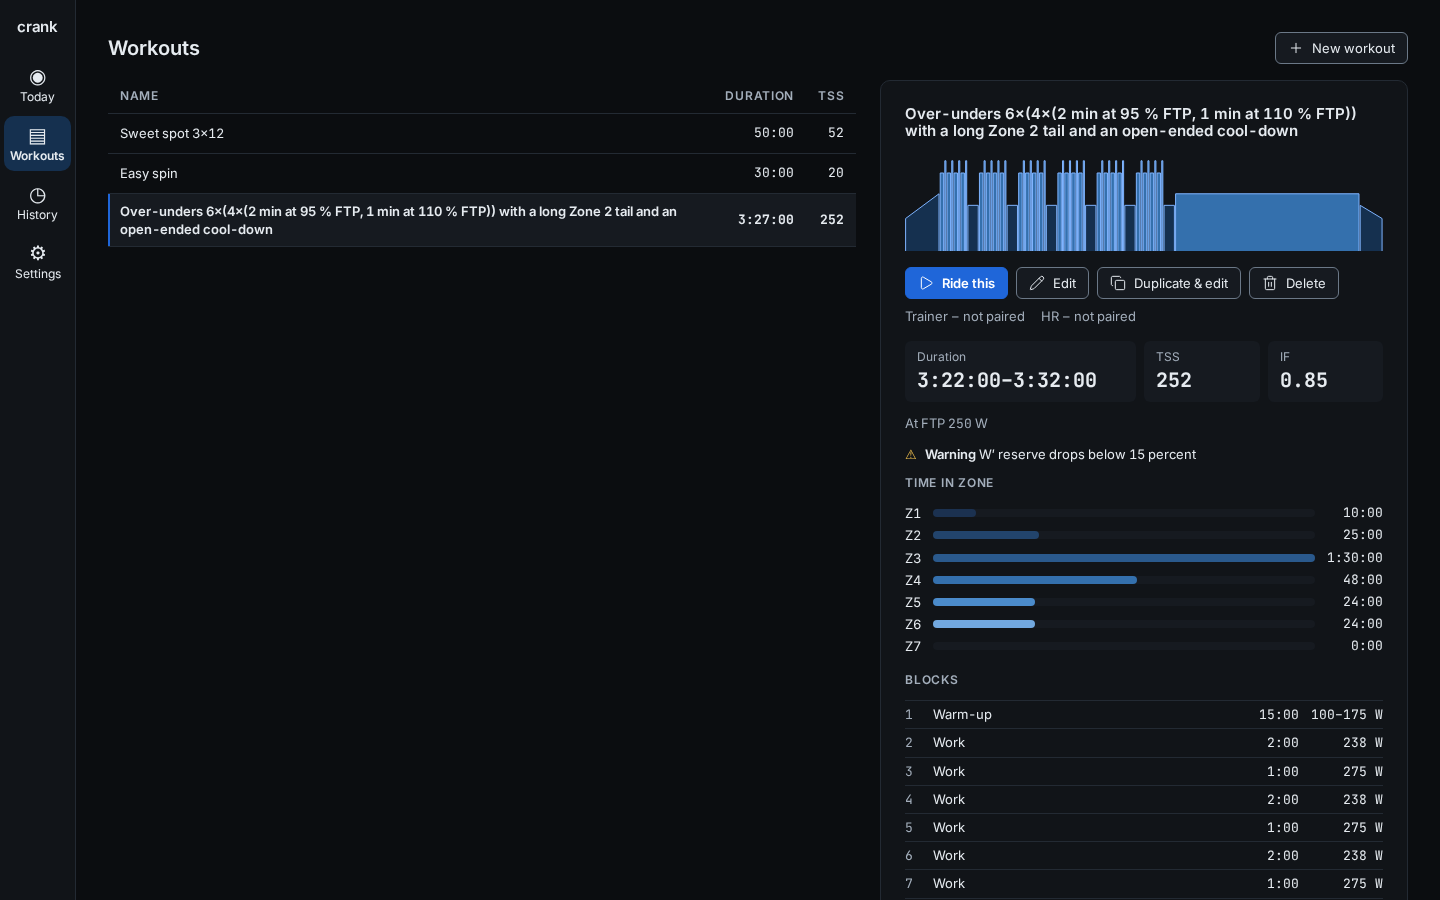 crank
Today
Workouts
History
Settings
Workouts
New workout
NAME DURATION TSS
Sweet spot 3×12 50:00 52
Easy spin 30:00 20
Over-unders 6×(4×(2 min at 95 % FTP, 1 min at 110 % FTP)) with a long Zone 2 tail and an
open-ended cool-down 3:27:00 252
Over-unders 6×(4×(2 min at 95 % FTP, 1 min at 110 % FTP))
with a long Zone 2 tail and an open-ended cool-down
Ride this Edit Duplicate & edit Delete
Trainer – not paired HR – not paired
Duration TSS IF
3:22:00–3:32:00 252 0.85
At FTP 250 W
⚠ Warning W′ reserve drops below 15 percent
TIME IN ZONE
Z1 10:00
Z2 25:00
Z3 1:30:00
Z4 48:00
Z5 24:00
Z6 24:00
Z7 0:00
BLOCKS
1 Warm-up 15:00 100–175 W
2 Work 2:00 238 W
3 Work 1:00 275 W
4 Work 2:00 238 W
5 Work 1:00 275 W
6 Work 2:00 238 W
7 Work 1:00 275 W